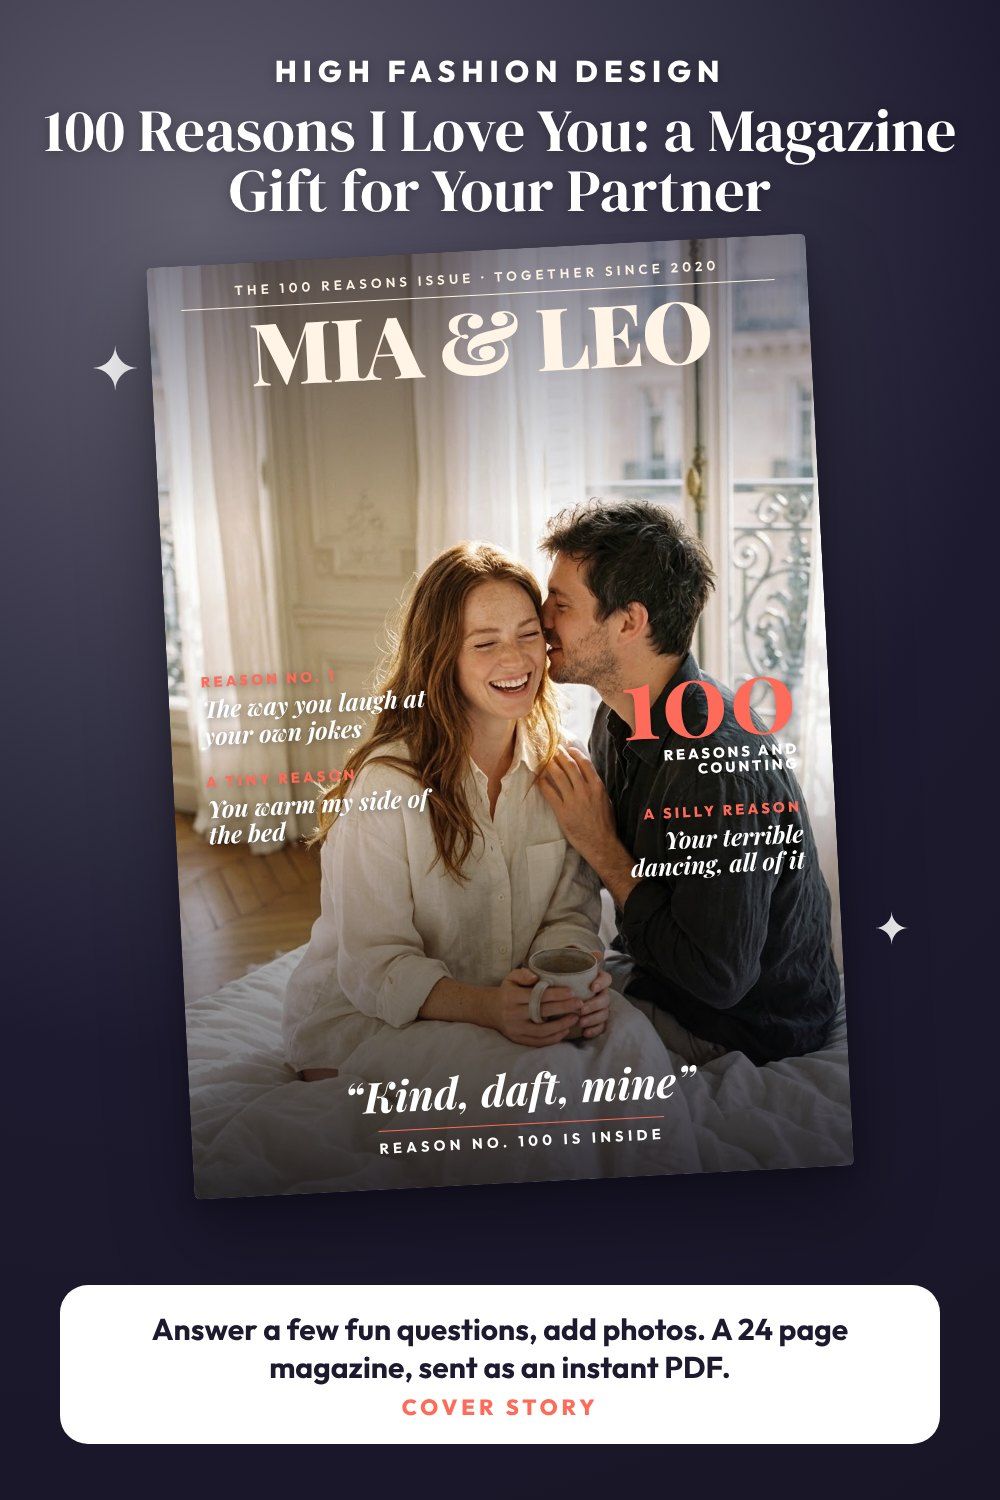 HIGH FASHION DESIGN
100 Reasons I Love You: a Magazine
Gift for Your Partner
THE 100 REASONS ISSUE · TOGETHER SINCE 2020
MIA & LEO
REASON NO. 1
The way you laugh at
your own jokes
A TINY REASON
You warm my side of
the bed
100
REASONS AND
COUNTING
A SILLY REASON
Your terrible
dancing, all of it
“Kind, daft, mine”
REASON NO. 100 IS INSIDE
Answer a few fun questions, add photos. A 24 page
magazine, sent as an instant PDF.
COVER STORY